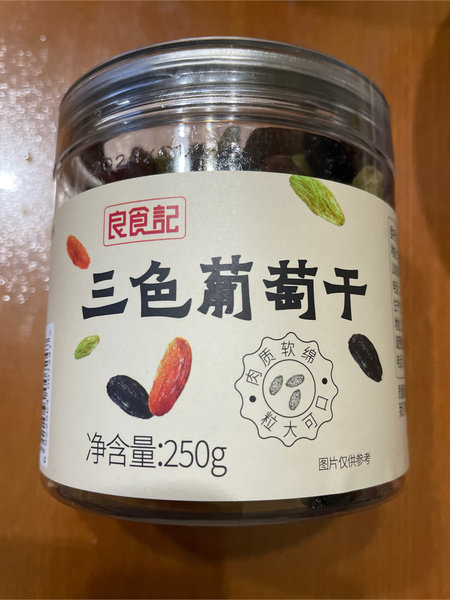 良食記
三色葡萄干
肉质软绵
粒大可口
净含量:250g
图片仅供参考